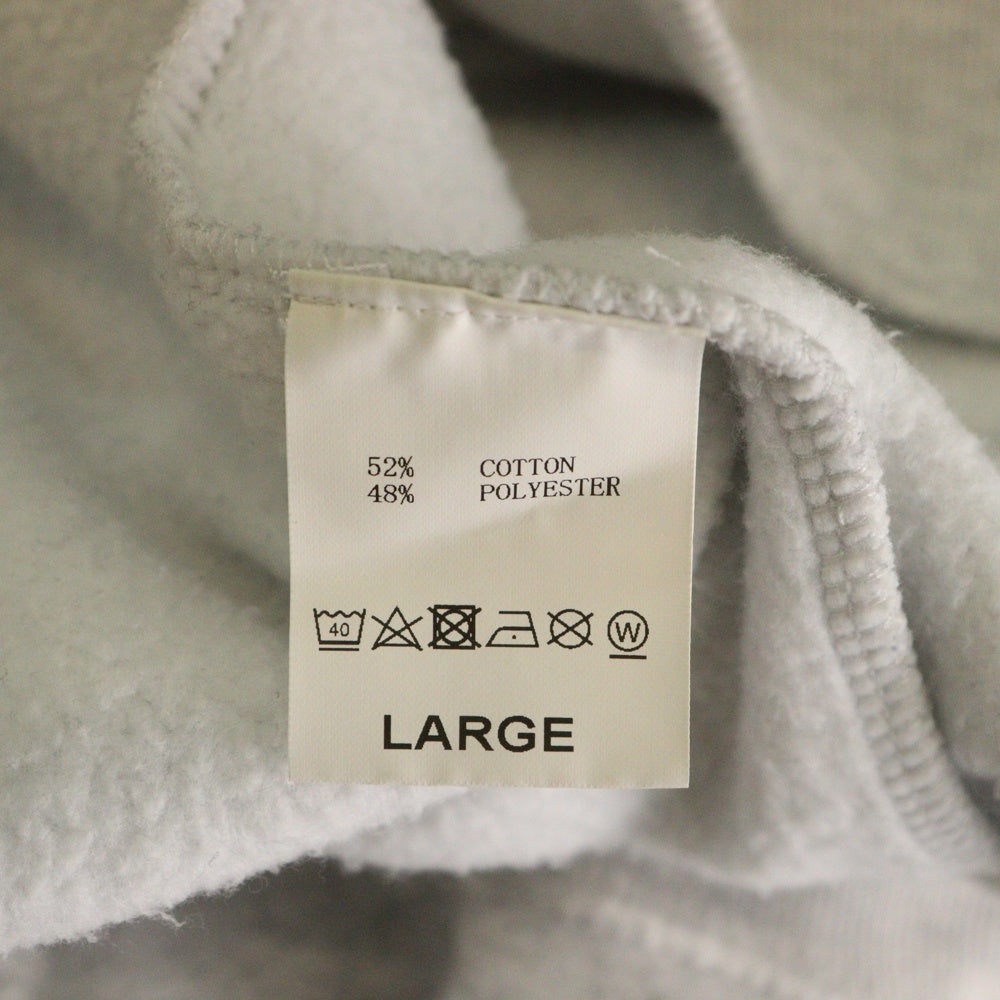 52% COTTON
48% POLYESTER
40 W
LARGE